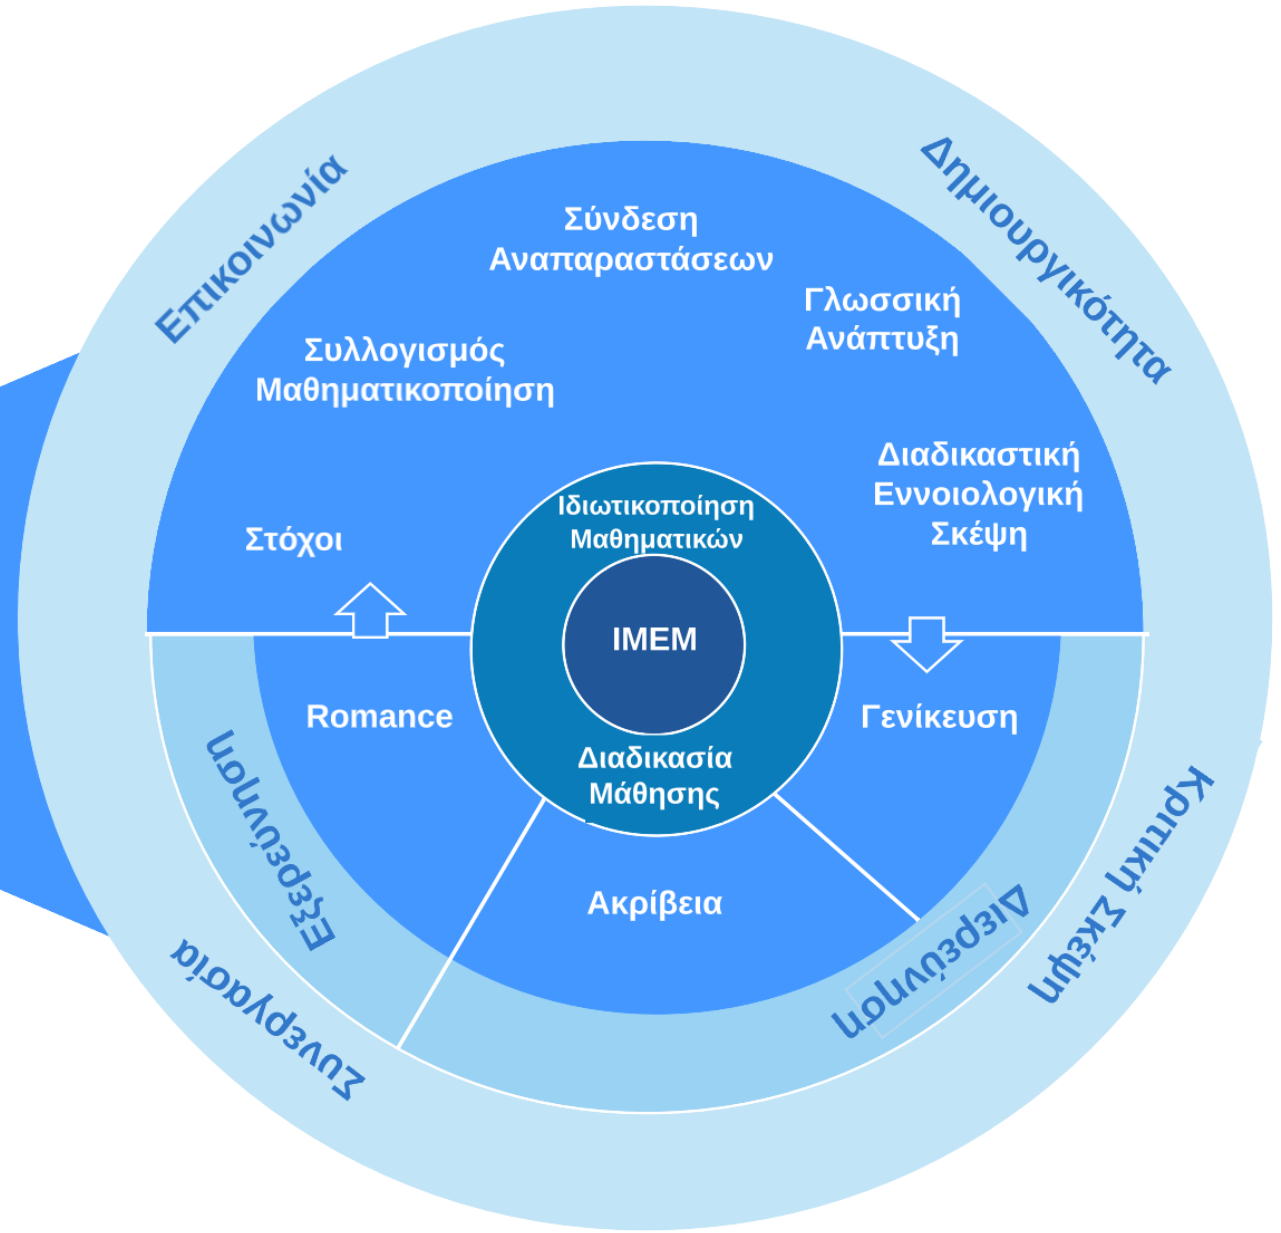 Επικοινωνία
Δημιουργικότητα
Σύνδεση
Αναπαραστάσεων
Γλωσσική
Ανάπτυξη
Συλλογισμός
Μαθηματικοποίηση
Διαδικαστική
Εννοιολογική
Σκέψη
Στόχοι
Ιδιωτικοποίηση
Μαθηματικών
IMEM
Διαδικασία
Μάθησης
Romance
Γενίκευση
Ακρίβεια
Εξερεύνηση
Διερεύνηση
Συνεργασία
Κριτική Σκέψη